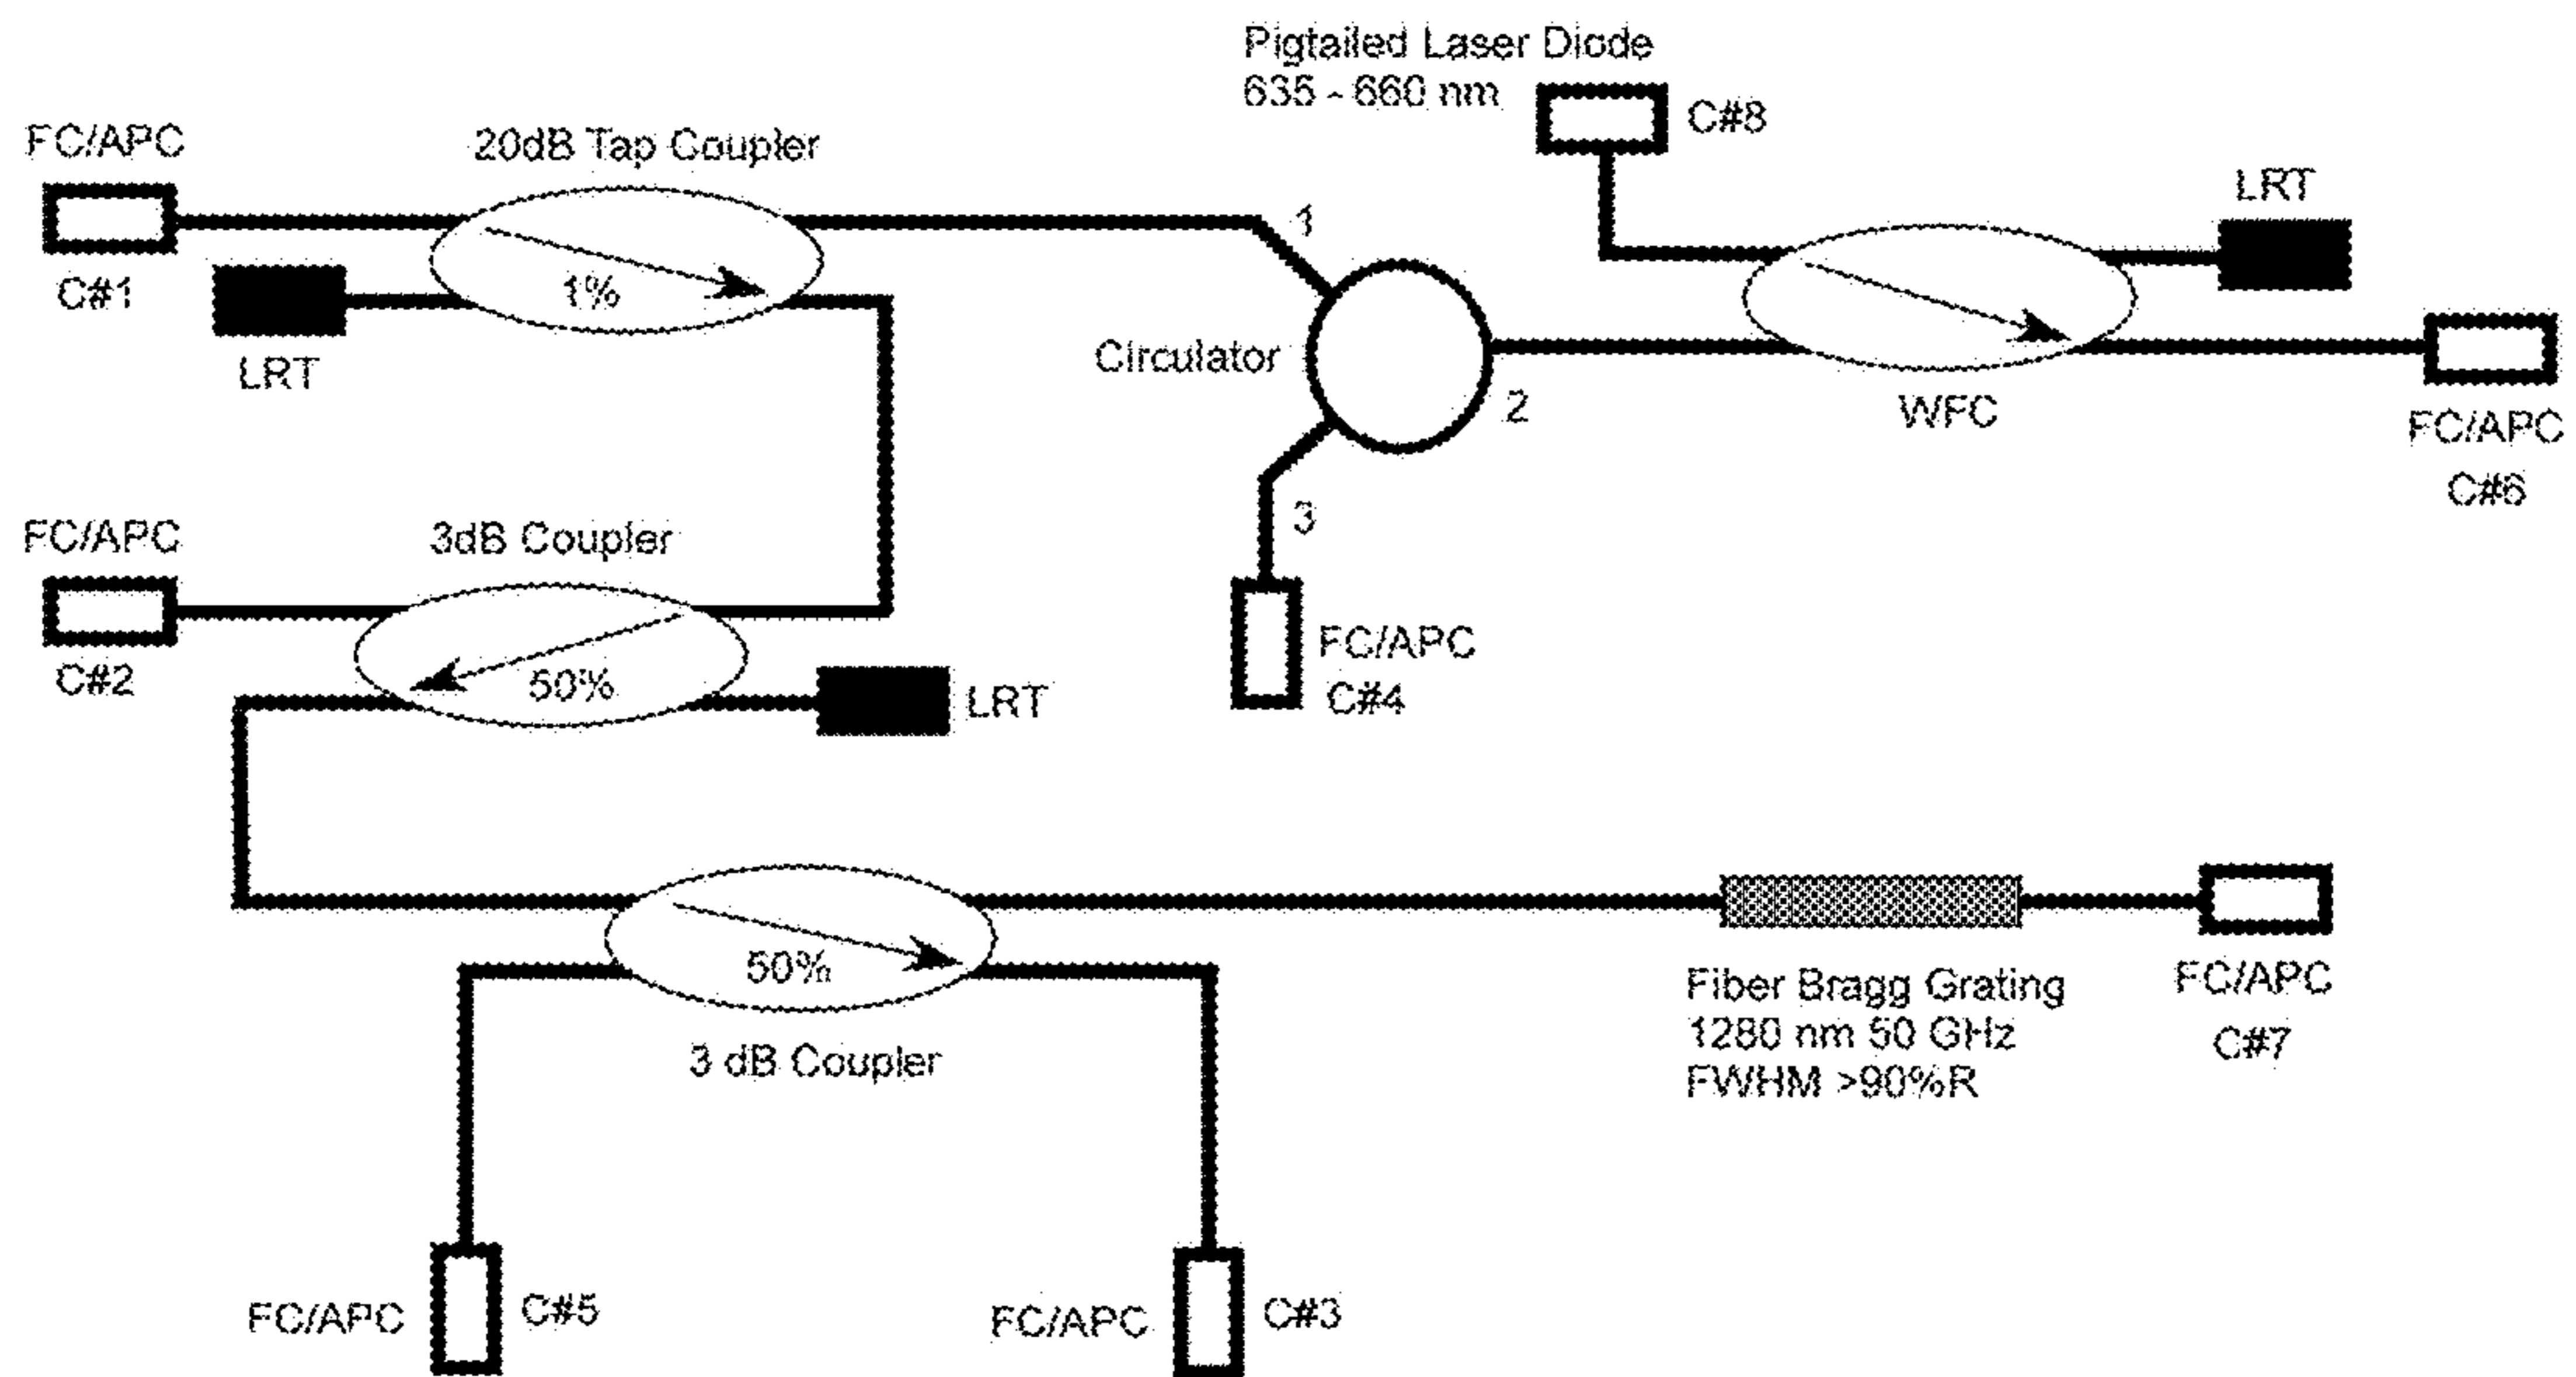 Pigtailed Laser Diode
635 - 660 nm
C#8
FC/APC
20dB Tap Coupler
LRT
C#1
1%
1
LRT
Circulator
2
WFC
FC/APC
C#6
FC/APC
3dB Coupler
3
C#2
50%
LRT
FC/APC
C#4
50%
3 dB Coupler
Fiber Bragg Grating
1280 nm 50 GHz
FWHM >90%R
FC/APC
C#7
FC/APC
C#5
FC/APC
C#3